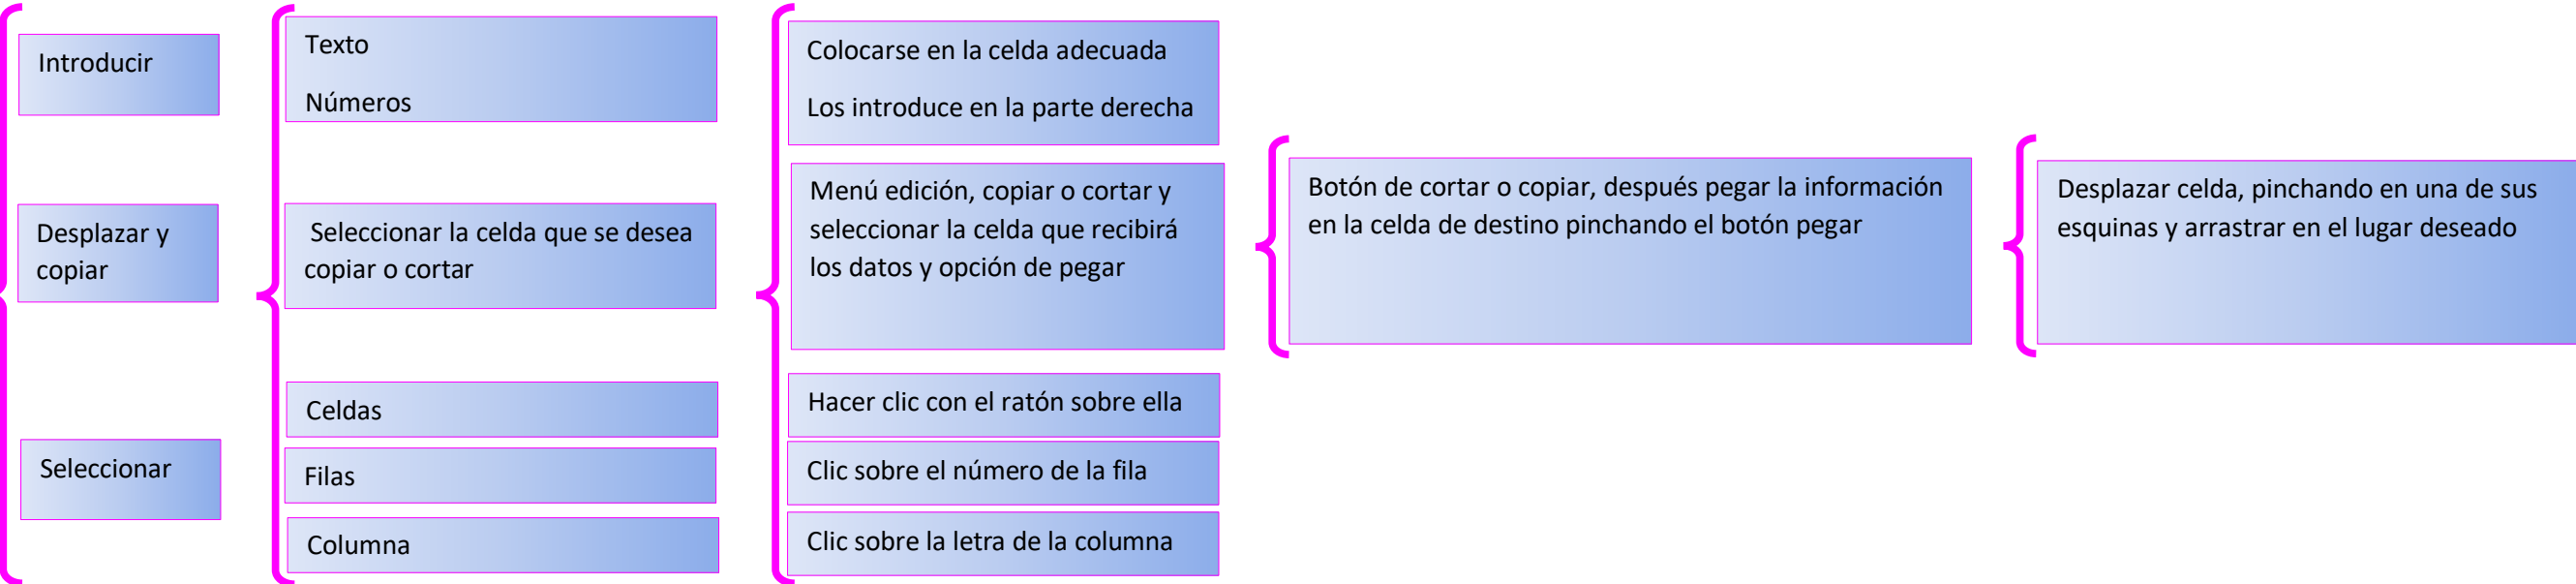 Introducir
Texto
Números
Colocarse en la celda adecuada
Los introduce en la parte derecha
Desplazar y
copiar
Seleccionar la celda que se desea
copiar o cortar
Menú edición, copiar o cortar y
seleccionar la celda que recibirá
los datos y opción de pegar
Botón de cortar o copiar, después pegar la información
en la celda de destino pinchando el botón pegar
Desplazar celda, pinchando en una de sus
esquinas y arrastrar en el lugar deseado
Seleccionar
Celdas
Hacer clic con el ratón sobre ella
Filas
Clic sobre el número de la fila
Columna
Clic sobre la letra de la columna